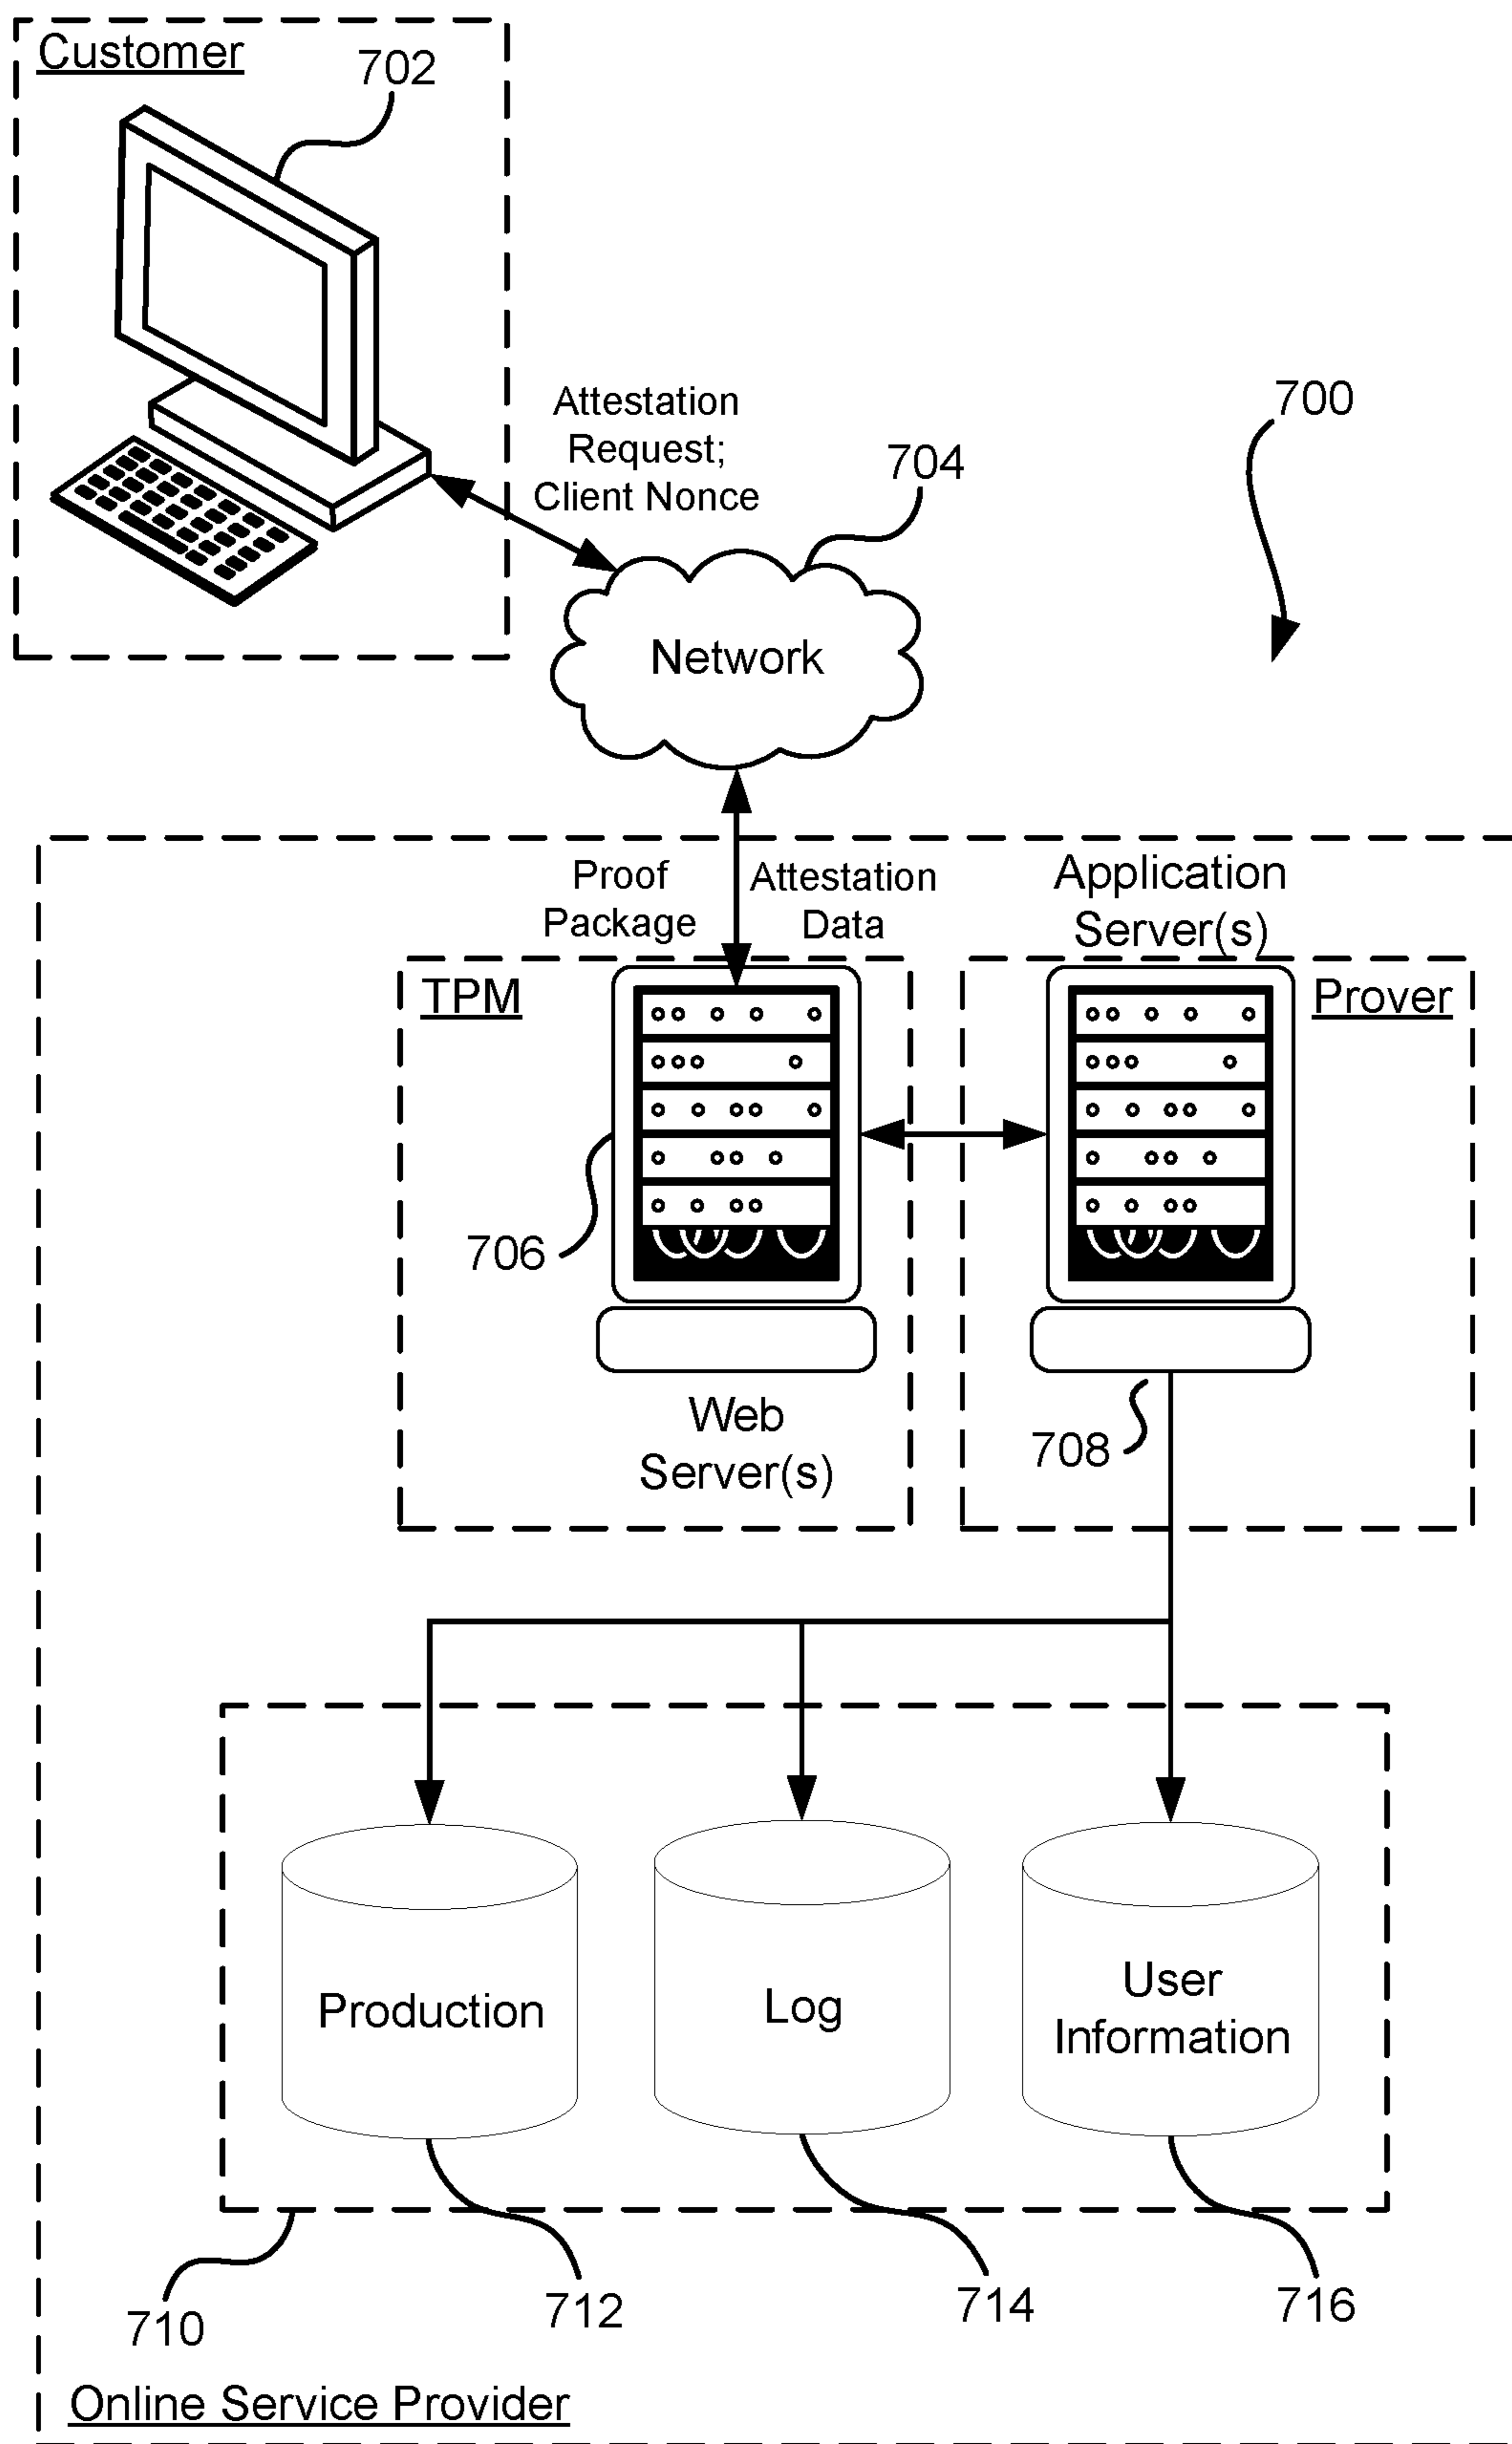 Customer
702
700
Attestation
Request;
Client Nonce
704
Network
Proof
Package
Attestation
Data
Application
Server(s)
TPM
Prover
706
Web
Server(s)
708
Production
Log
User
Information
710
712
714
716
Online Service Provider